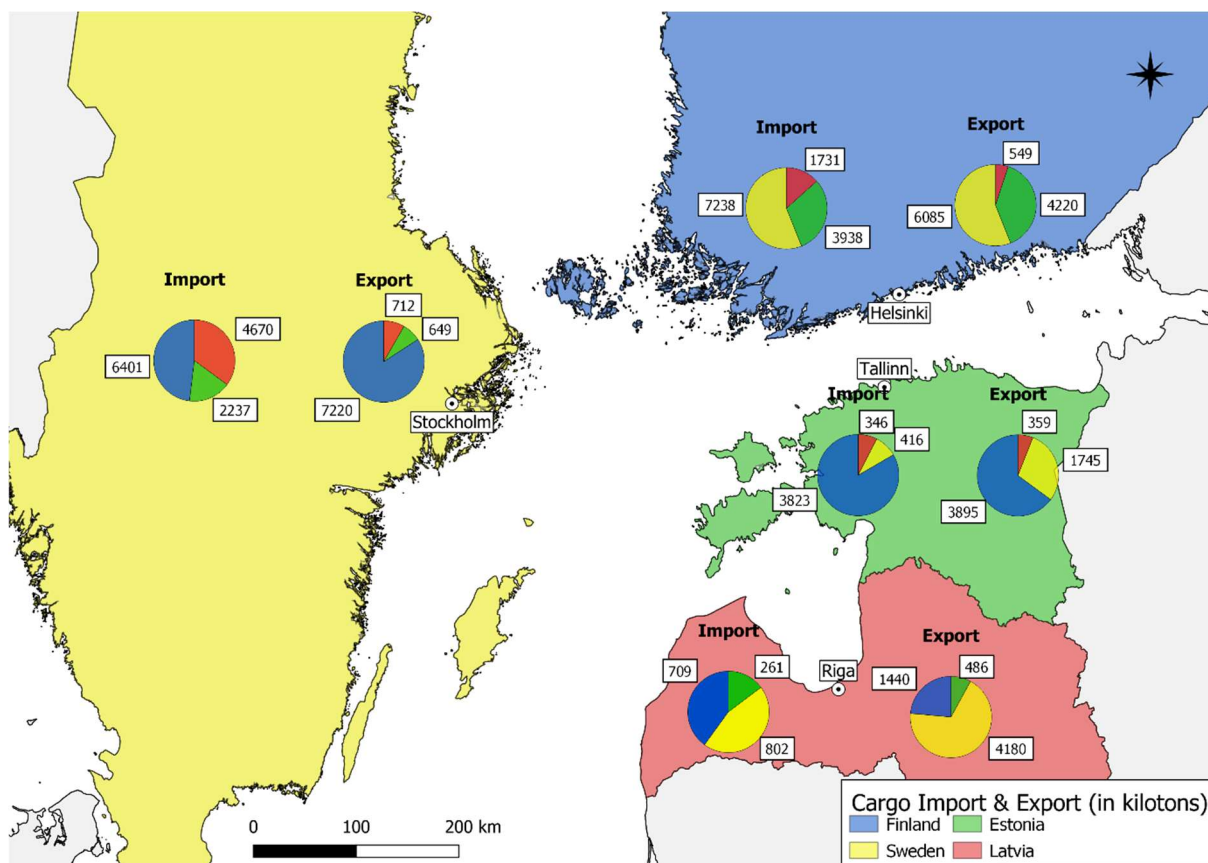 Import
Export
1731
549
7238
3938
6085
4220
Helsinki
Import
Export
4670
712
649
6401
2237
7220
Stockholm
Tallinn
Import
Export
346
416
359
1745
3823
3895
Import
Export
709
261
Riga
1440
486
802
4180
Cargo Import & Export (in kilotons)
Finland
Estonia
Sweden
Latvia
0
100
200 km